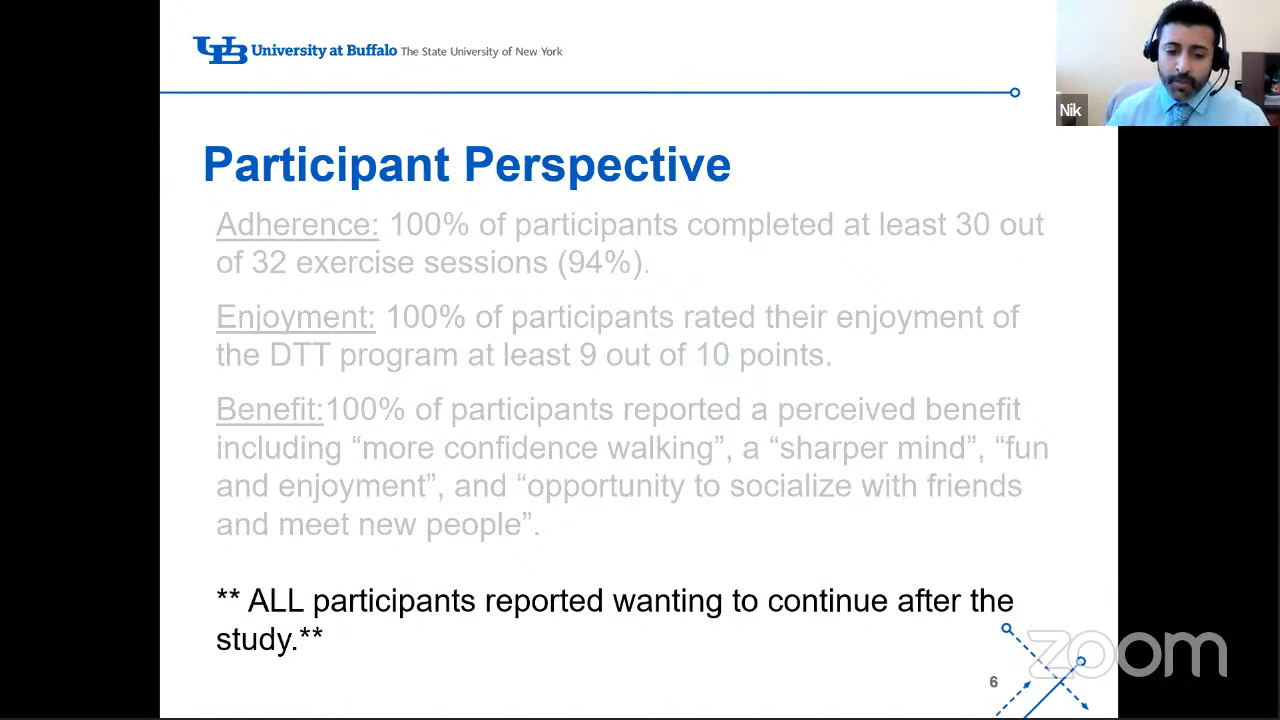 University at Buffalo The State University of New York
Nik
Participant Perspective
Adherence: 100% of participants completed at least 30 out
of 32 exercise sessions (94%).
Enjoyment: 100% of participants rated their enjoyment of
the DTT program at least 9 out of 10 points.
Benefit:100% of participants reported a perceived benefit
including “more confidence walking”, a “sharper mind”, “fun
and enjoyment”, and “opportunity to socialize with friends
and meet new people”.
** ALL participants reported wanting to continue after the
study.**
zoom
6